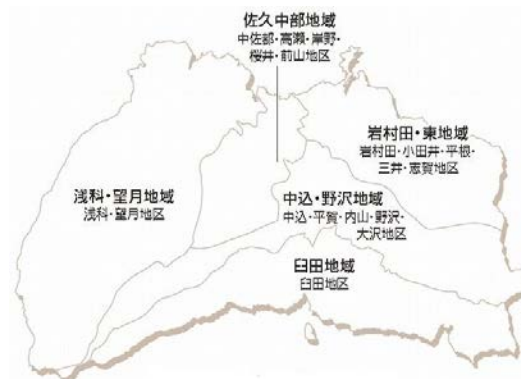 佐久中部地域
中佐都・高瀬・岸野・
桜井・前山地区
岩村田・東地域
岩村田・小田井・平根・
三井・志賀地区
浅科・望月地域
浅科・望月地区
中込・野沢地域
中込・平賀・内山・野沢・
大沢地区
臼田地域
臼田地区